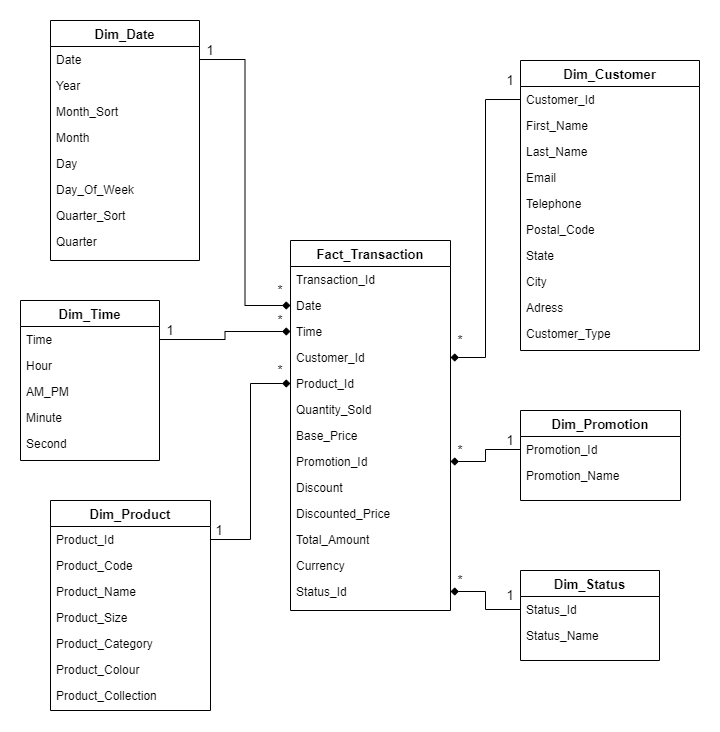 Dim_Date
Date
Year
Month_Sort
Month
Day
Day_Of_Week
Quarter_Sort
Quarter
1
Dim_Customer
Customer_Id
First_Name
Last_Name
Email
Telephone
Postal_Code
State
City
Adress
Customer_Type
1
Fact_Transaction
Transaction_Id
Date
Time
Customer_Id
Product_Id
Quantity_Sold
Base_Price
Promotion_Id
Discount
Discounted_Price
Total_Amount
Currency
Status_Id
*
*
*
*
*
*
Dim_Time
Time
Hour
AM_PM
Minute
Second
1
Dim_Promotion
Promotion_Id
Promotion_Name
1
Dim_Product
Product_Id
Product_Code
Product_Name
Product_Size
Product_Category
Product_Colour
Product_Collection
1
Dim_Status
Status_Id
Status_Name
1